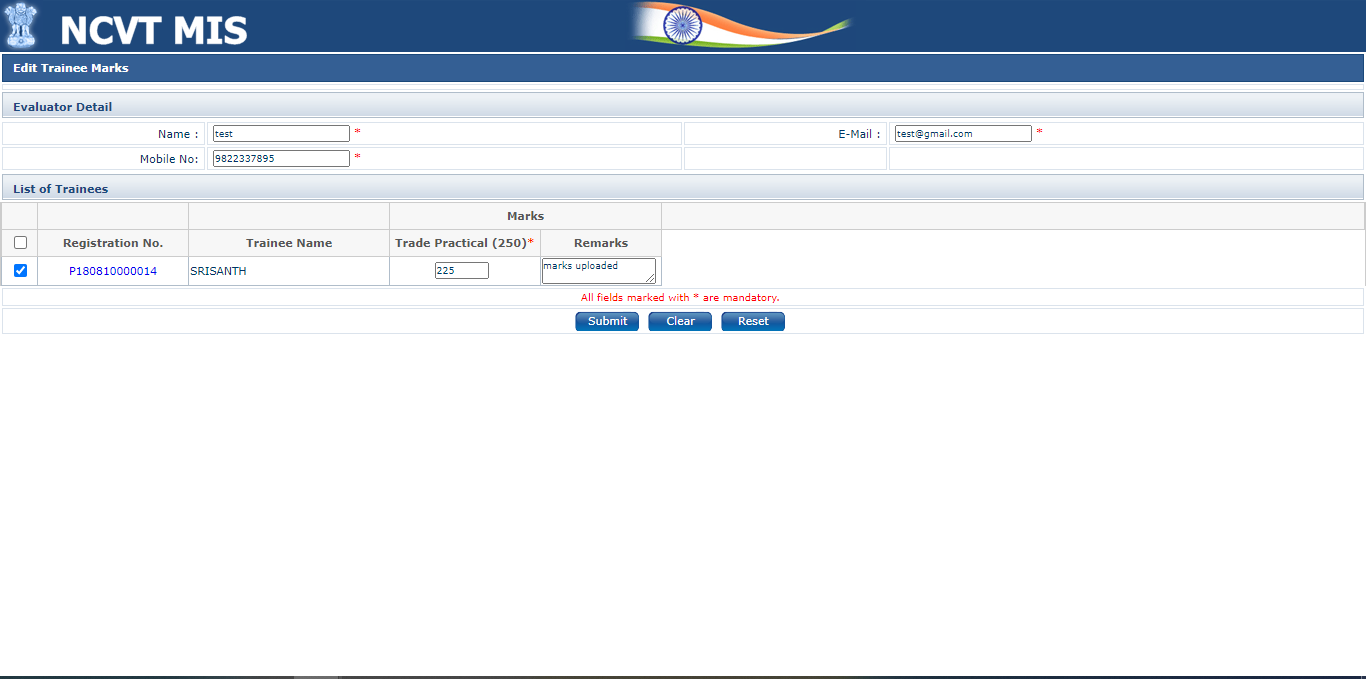 NCVT MIS
Edit Trainee Marks
Evaluator Detail
Name : test * E-Mail : test@gmail.com *
Mobile No: 9822337895 *
List of Trainees
Marks
Registration No. Trainee Name Trade Practical (250)* Remarks
P180810000014 SRISANTH 225 marks uploaded
All fields marked with * are mandatory.
Submit Clear Reset